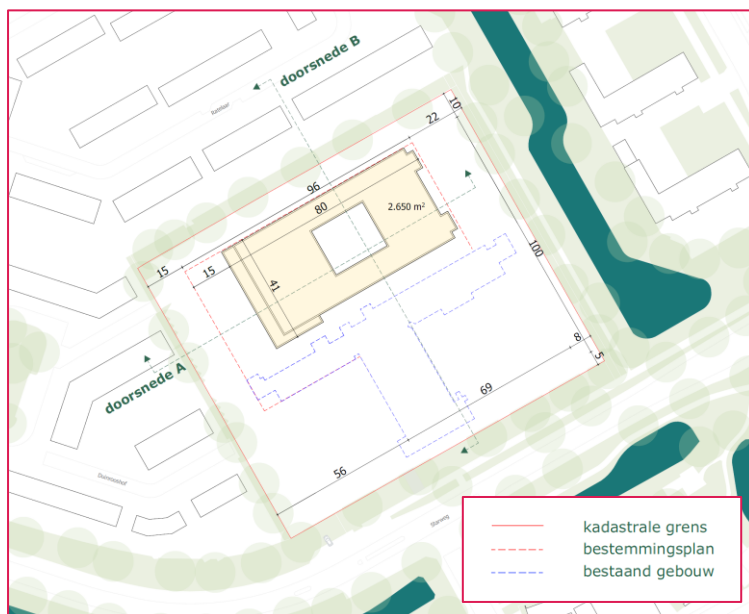 doorsnede B
10
22
96
80
2.650 m²
15
15
41
100
doorsnede A
8
5
69
56
kadastrale grens
bestemmingsplan
bestaand gebouw